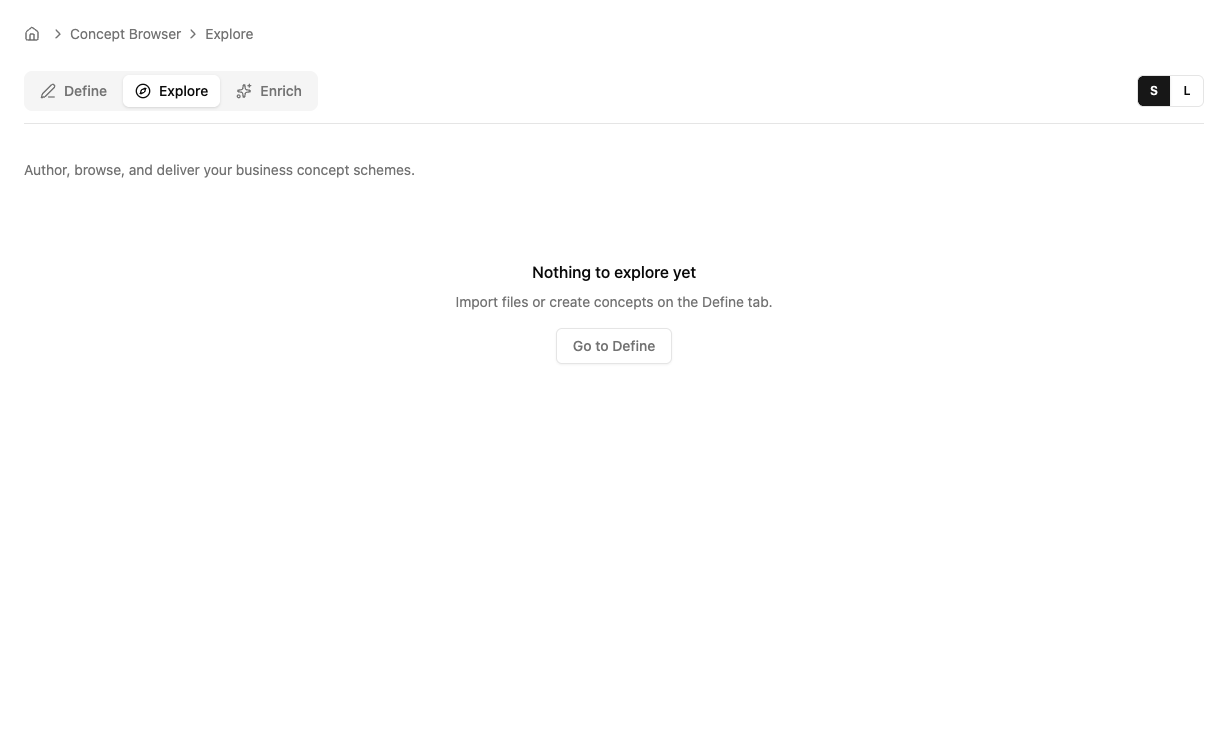 Concept Browser Explore
Define Explore Enrich S L
Author, browse, and deliver your business concept schemes.
Nothing to explore yet
Import files or create concepts on the Define tab.
Go to Define